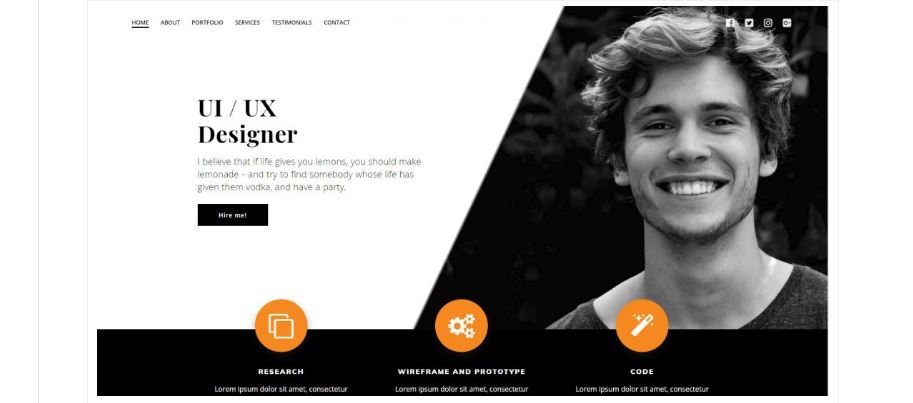 HOME ABOUT PORTFOLIO SERVICES TESTIMONIALS CONTACT
UI / UX
Designer
I believe that if life gives you lemons, you should make
lemonade - and try to find somebody whose life has
given them vodka, and have a party.
Hire me!
RESEARCH WIREFRAME AND PROTOTYPE CODE
Lorem ipsum dolor sit amet, consectetur Lorem ipsum dolor sit amet, consectetur Lorem ipsum dolor sit amet, consectetur